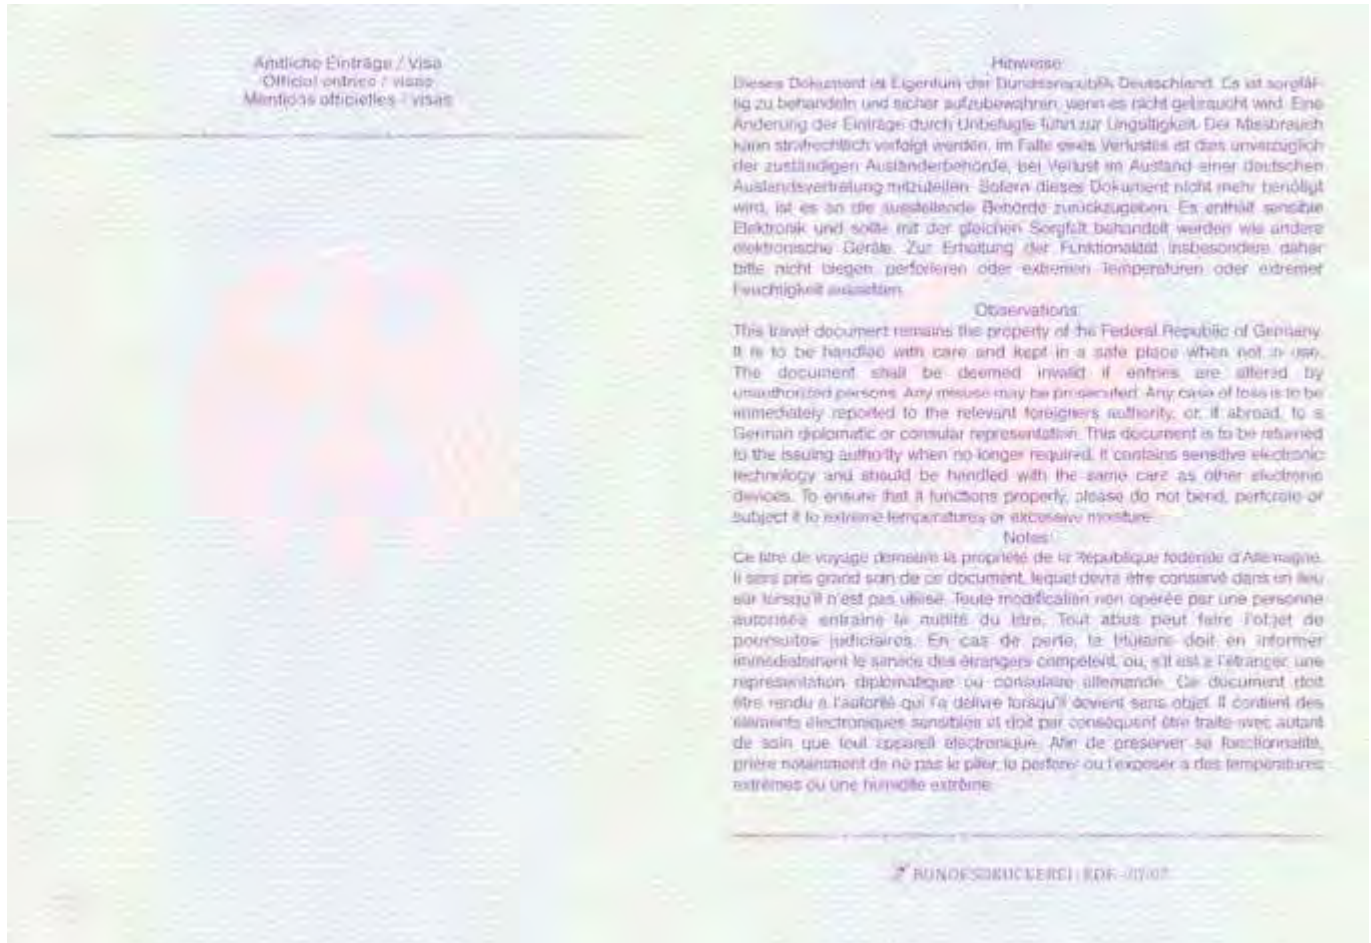 Amtliche Einträge / Visa
Official entries / visas
Mentions officielles / visas
Hinweise:
Dieses Dokument ist Eigentum der Bundesrepublik Deutschland. Es ist sorgfäl-
tig zu behandeln und sicher aufzubewahren, wenn es nicht gebraucht wird. Eine
Änderung der Einträge durch Unbefugte führt zur Ungültigkeit. Der Missbrauch
kann strafrechtlich verfolgt werden. Im Falle eines Verlustes ist dies unverzüglich
der zuständigen Ausländerbehörde, bei Verlust im Ausland einer deutschen
Auslandsvertretung mitzuteilen. Sofern dieses Dokument nicht mehr benötigt
wird, ist es an die ausstellende Behörde zurückzugeben. Es enthält sensible
Elektronik und sollte mit der gleichen Sorgfalt behandelt werden wie andere
elektronische Geräte. Zur Erhaltung der Funktionalität insbesondere daher
bitte nicht biegen, perforieren oder extremen Temperaturen oder extremer
Feuchtigkeit aussetzen.
Observations:
This travel document remains the property of the Federal Republic of Germany.
It is to be handled with care and kept in a safe place when not in use.
The document shall be deemed invalid if entries are altered by
unauthorized persons. Any misuse may be prosecuted. Any case of loss is to be
immediately reported to the relevant foreigners authority, or, if abroad, to a
German diplomatic or consular representation. This document is to be returned
to the issuing authority when no longer required. It contains sensitive electronic
technology and should be handled with the same care as other electronic
devices. To ensure that it functions properly, please do not bend, perforate or
subject it to extreme temperatures or excessive moisture.
Notes:
Ce titre de voyage demeure la propriété de la République fédérale d'Allemagne.
Il sera pris grand soin de ce document, lequel devra être conservé dans un lieu
sûr lorsqu'il n'est pas utilisé. Toute modification non opérée par une personne
autorisée entraîne la nullité du titre. Tout abus peut faire l'objet de
poursuites judiciaires. En cas de perte, le titulaire doit en informer
immédiatement le service des étrangers compétent, ou, s'il est à l'étranger, une
représentation diplomatique ou consulaire allemande. Ce document doit
être rendu à l'autorité qui l'a délivré lorsqu'il devient sans objet. Il contient des
éléments électroniques sensibles et doit par conséquent être traité avec autant
de soin que tout appareil électronique. Afin de préserver sa fonctionnalité,
prière notamment de ne pas le plier, le perforer ou l'exposer à des températures
extrêmes ou une humidité extrême.
BUNDESDRUCKEREI